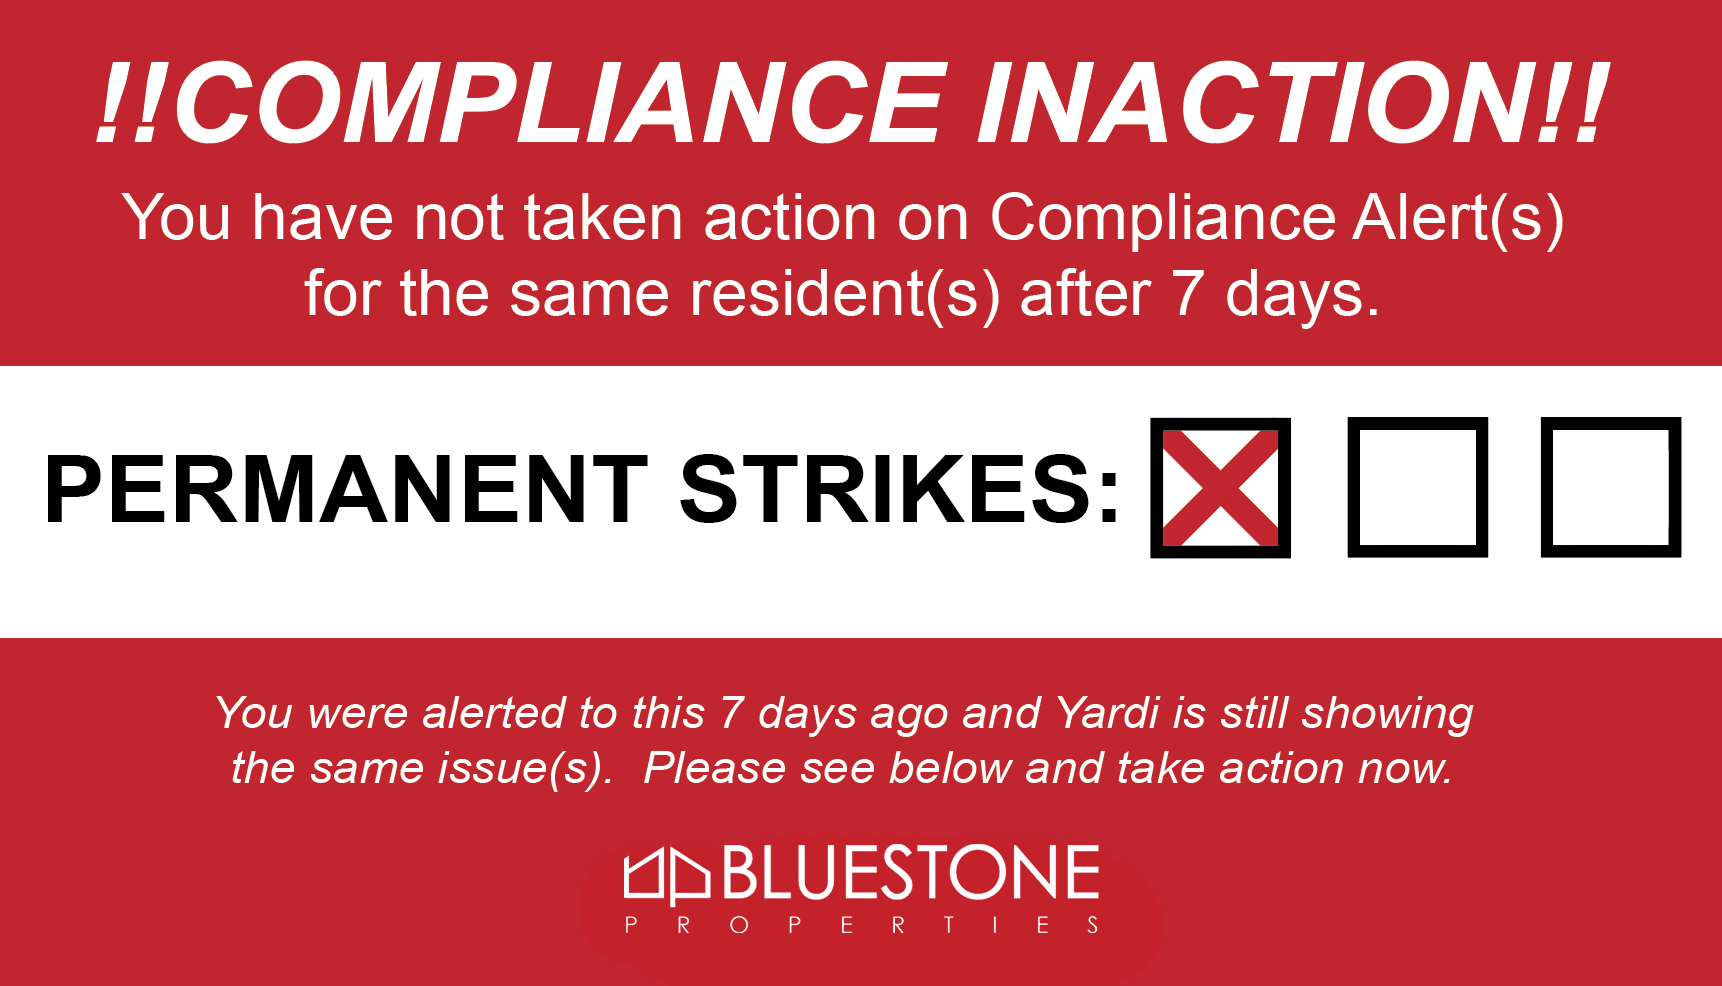 !!COMPLIANCE INACTION!!
You have not taken action on Compliance Alert(s)
for the same resident(s) after 7 days.
PERMANENT STRIKES:
You were alerted to this 7 days ago and Yardi is still showing
the same issue(s).  Please see below and take action now.
BLUESTONE
PROPERTIES